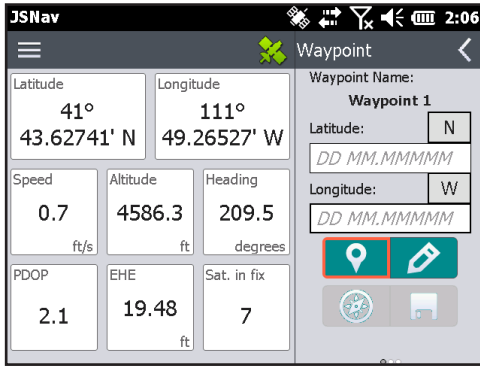 JSNav 2:06
Waypoint
Latitude
41°
43.62741' N
Longitude
111°
49.26527' W
Speed
0.7
ft/s
Altitude
4586.3
ft
Heading
209.5
degrees
PDOP
2.1
EHE
19.48
ft
Sat. in fix
7
Waypoint Name:
Waypoint 1
Latitude: N
DD MM.MMMMM
Longitude: W
DD MM.MMMMM